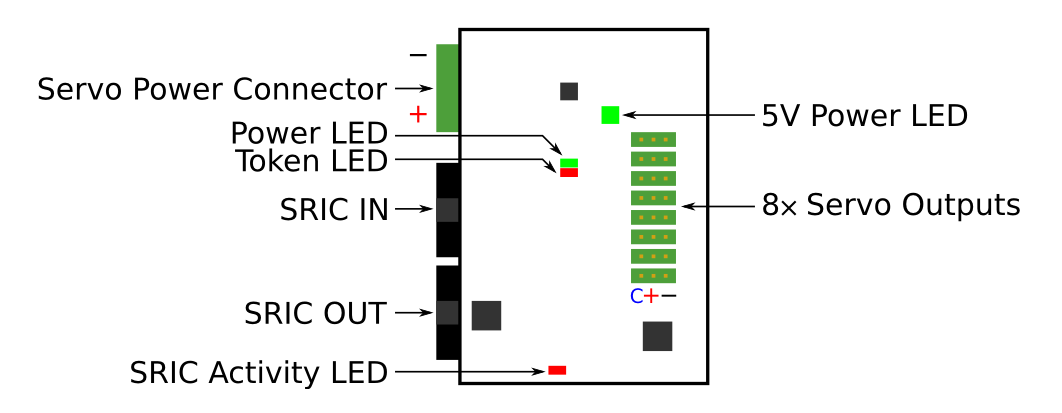 −
Servo Power Connector
+
Power LED
Token LED
SRIC IN
SRIC OUT
SRIC Activity LED
5V Power LED
8× Servo Outputs
C+−